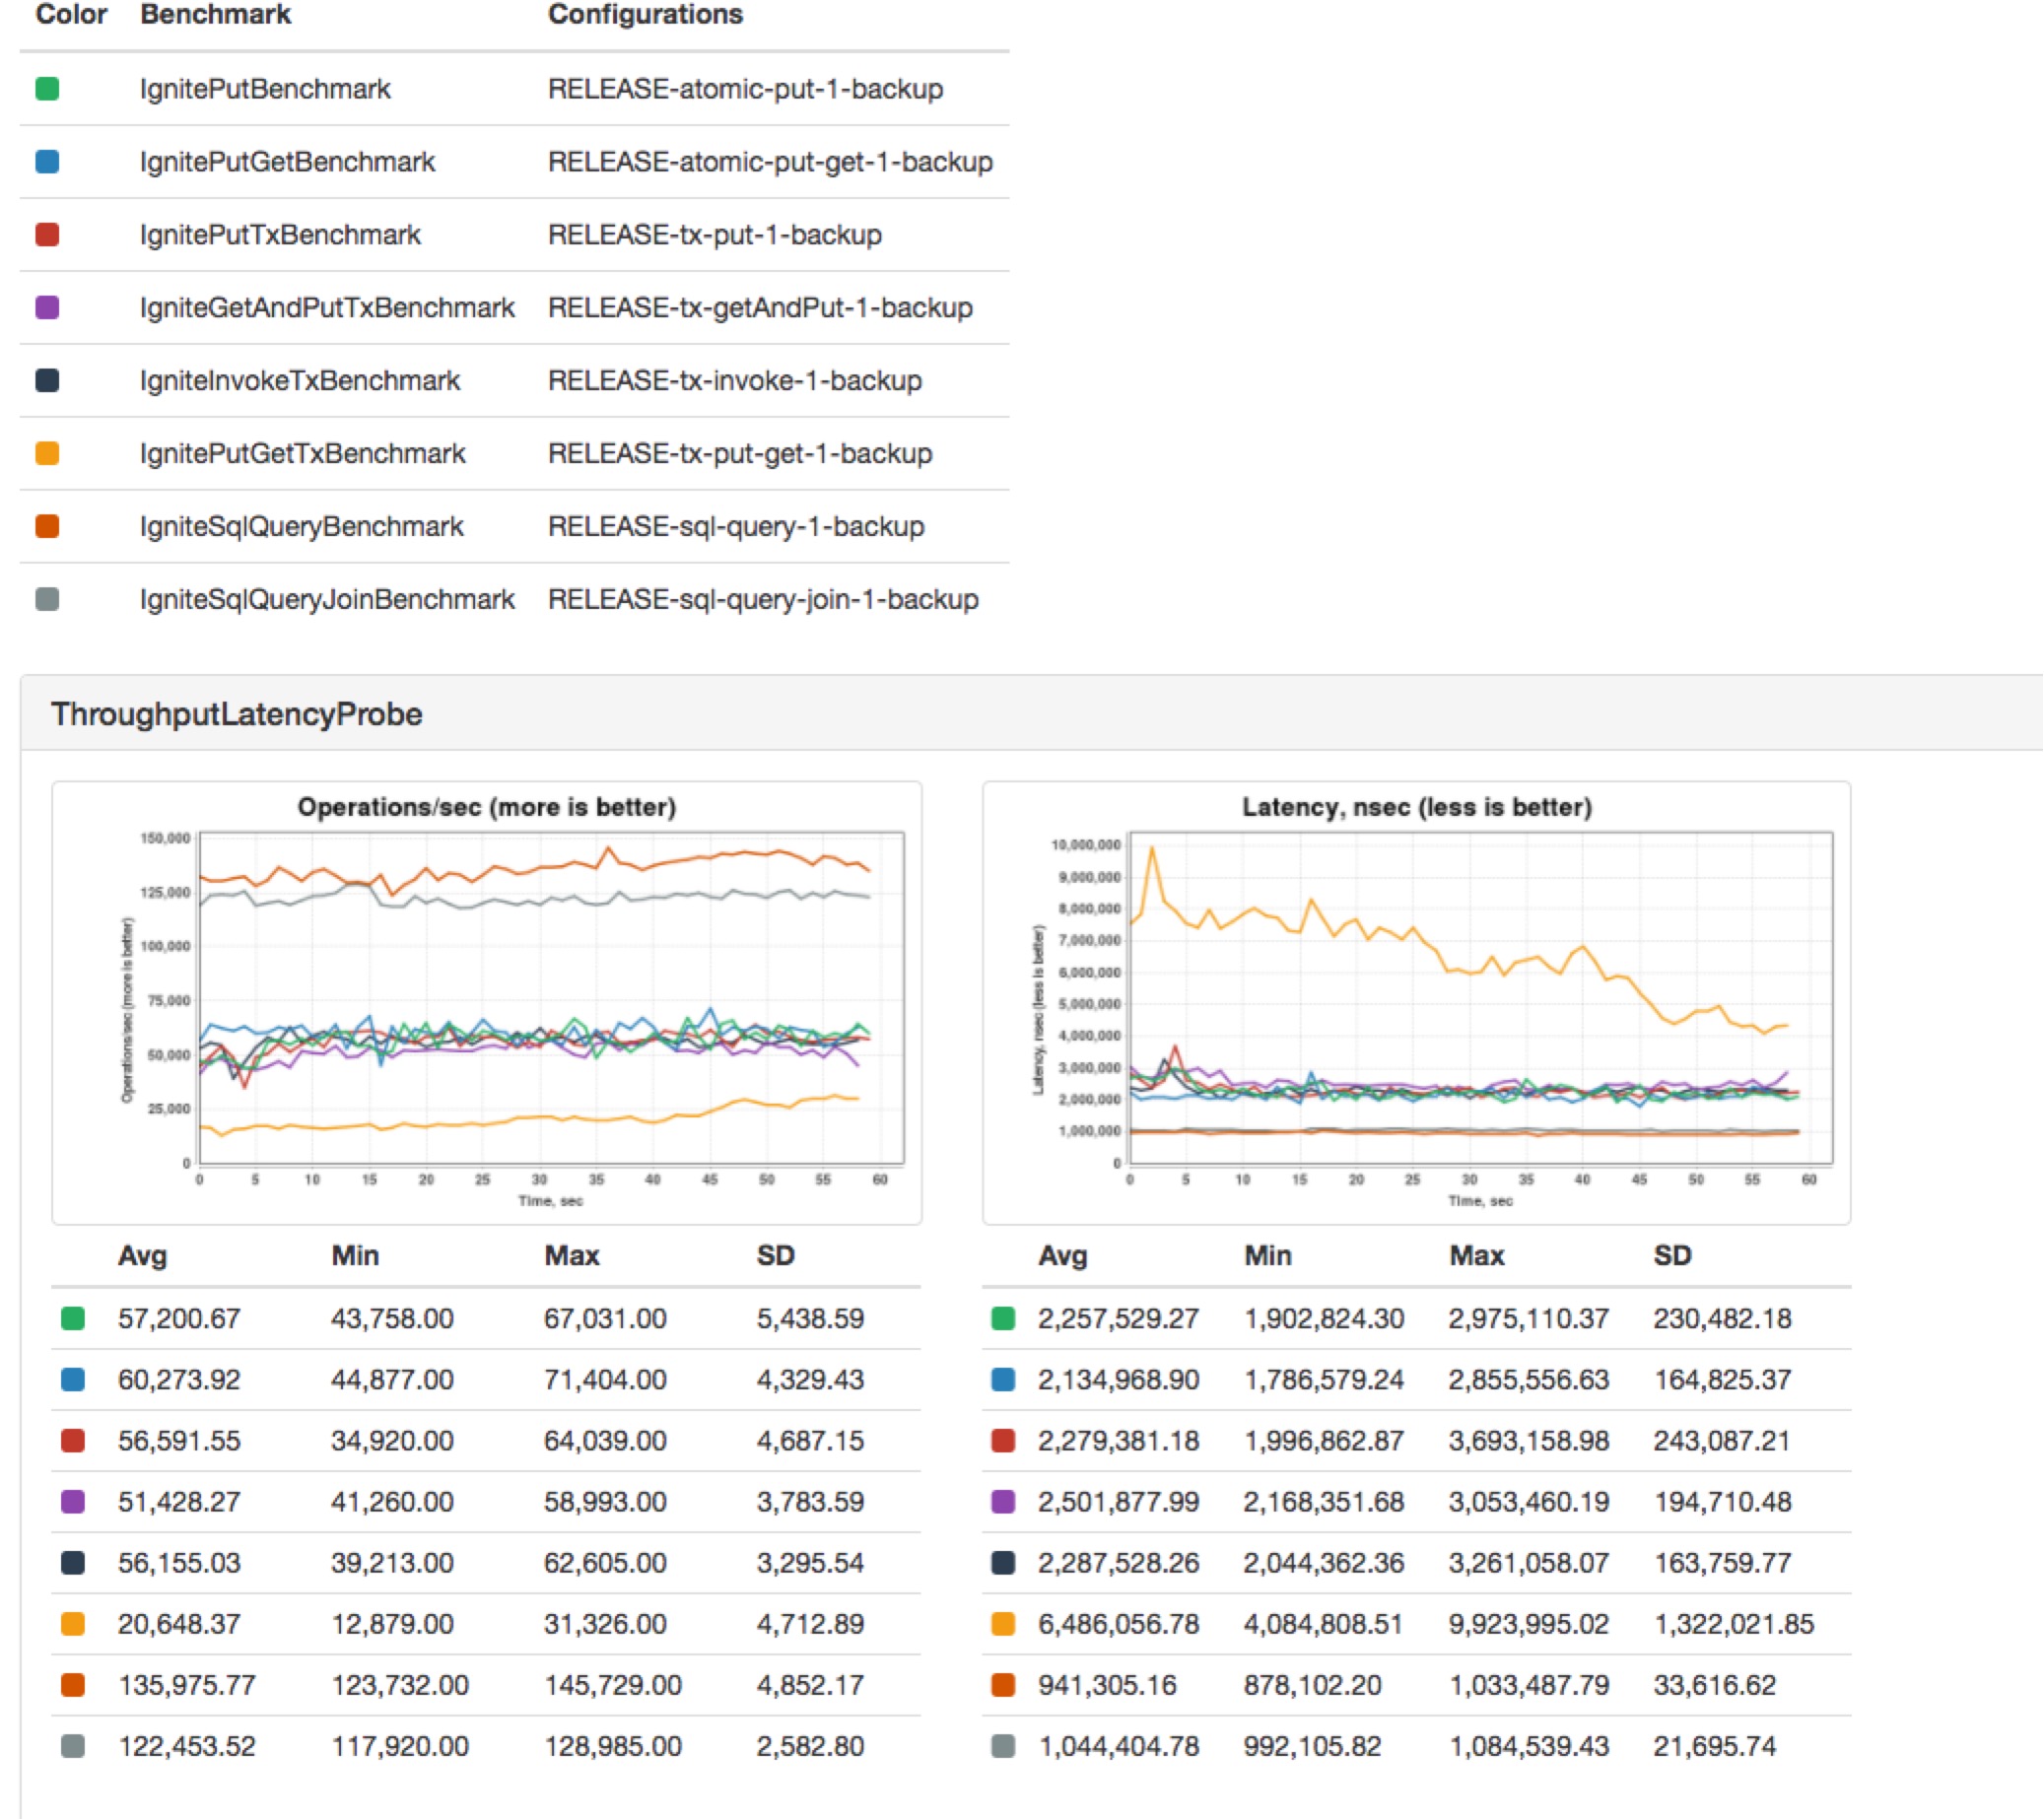 Color Benchmark Configurations
IgnitePutBenchmark RELEASE-atomic-put-1-backup
IgnitePutGetBenchmark RELEASE-atomic-put-get-1-backup
IgnitePutTxBenchmark RELEASE-tx-put-1-backup
IgniteGetAndPutTxBenchmark RELEASE-tx-getAndPut-1-backup
IgniteInvokeTxBenchmark RELEASE-tx-invoke-1-backup
IgnitePutGetTxBenchmark RELEASE-tx-put-get-1-backup
IgniteSqlQueryBenchmark RELEASE-sql-query-1-backup
IgniteSqlQueryJoinBenchmark RELEASE-sql-query-join-1-backup
ThroughputLatencyProbe
Operations/sec (more is better)
Operations/sec (more is better)
150,000
125,000
100,000
75,000
50,000
25,000
0
0 5 10 15 20 25 30 35 40 45 50 55 60
Time, sec
Latency, nsec (less is better)
Latency, nsec (less is better)
10,000,000
9,000,000
8,000,000
7,000,000
6,000,000
5,000,000
4,000,000
3,000,000
2,000,000
1,000,000
0
0 5 10 15 20 25 30 35 40 45 50 55 60
Time, sec
Avg Min Max SD
57,200.67 43,758.00 67,031.00 5,438.59
60,273.92 44,877.00 71,404.00 4,329.43
56,591.55 34,920.00 64,039.00 4,687.15
51,428.27 41,260.00 58,993.00 3,783.59
56,155.03 39,213.00 62,605.00 3,295.54
20,648.37 12,879.00 31,326.00 4,712.89
135,975.77 123,732.00 145,729.00 4,852.17
122,453.52 117,920.00 128,985.00 2,582.80
Avg Min Max SD
2,257,529.27 1,902,824.30 2,975,110.37 230,482.18
2,134,968.90 1,786,579.24 2,855,556.63 164,825.37
2,279,381.18 1,996,862.87 3,693,158.98 243,087.21
2,501,877.99 2,168,351.68 3,053,460.19 194,710.48
2,287,528.26 2,044,362.36 3,261,058.07 163,759.77
6,486,056.78 4,084,808.51 9,923,995.02 1,322,021.85
941,305.16 878,102.20 1,033,487.79 33,616.62
1,044,404.78 992,105.82 1,084,539.43 21,695.74